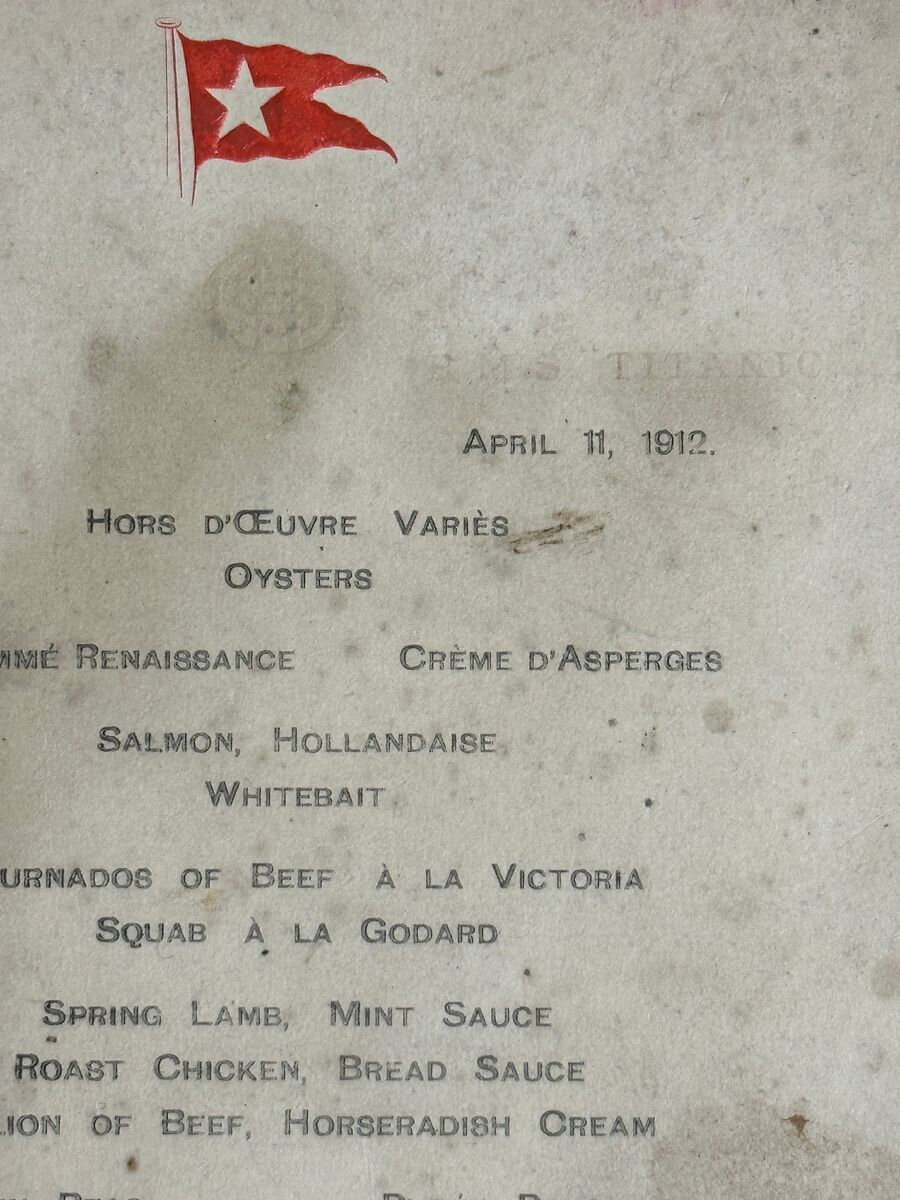 R.M.S TITANIC
APRIL 11, 1912.
HORS D'ŒUVRE VARIÈS
OYSTERS
MMÉ RENAISSANCE CRÈME D'ASPERGES
SALMON, HOLLANDAISE
WHITEBAIT
URNADOS OF BEEF À LA VICTORIA
SQUAB À LA GODARD
SPRING LAMB, MINT SAUCE
ROAST CHICKEN, BREAD SAUCE
LION OF BEEF, HORSERADISH CREAM